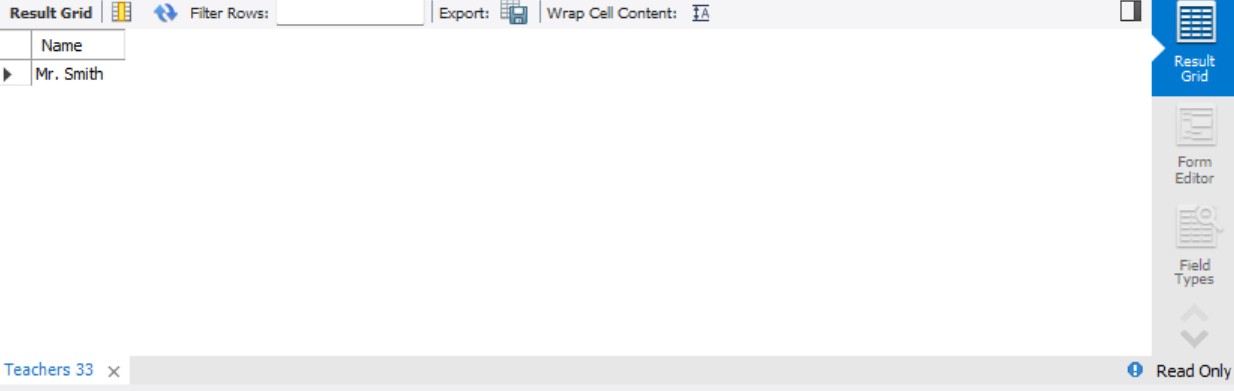 Result Grid Filter Rows: Export: Wrap Cell Content: IA
Name
Mr. Smith
Result
Grid
Form
Editor
Field
Types
Teachers 33 × Read Only